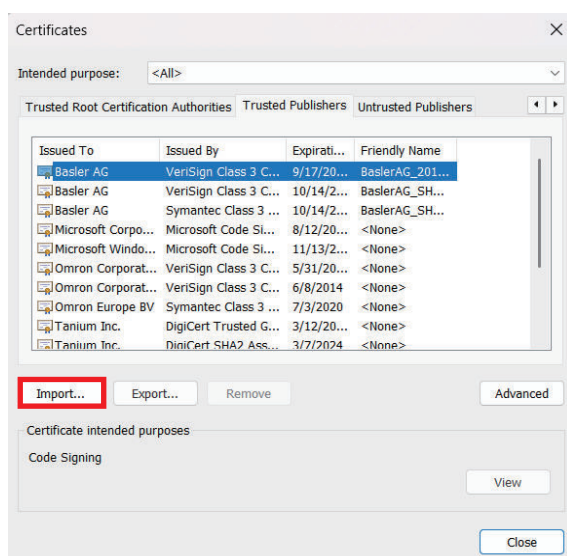 Certificates
Intended purpose: <All>
Trusted Root Certification Authorities Trusted Publishers Untrusted Publishers
Issued To Issued By Expirati... Friendly Name
Basler AG VeriSign Class 3 C... 9/17/20... BaslerAG_201...
Basler AG VeriSign Class 3 C... 10/14/2... BaslerAG_SH...
Basler AG Symantec Class 3 ... 10/14/2... BaslerAG_SH...
Microsoft Corpo... Microsoft Code Si... 8/12/20... <None>
Microsoft Windo... Microsoft Code Si... 11/13/2... <None>
Omron Corporat... VeriSign Class 3 C... 5/31/20... <None>
Omron Corporat... VeriSign Class 3 C... 6/8/2014 <None>
Omron Europe BV Symantec Class 3 ... 7/3/2020 <None>
Tanium Inc. DigiCert Trusted G... 3/12/20... <None>
Tanium Inc. DigiCert SHA2 Ass... 3/7/2024 <None>
Import... Export... Remove Advanced
Certificate intended purposes
Code Signing
View
Close